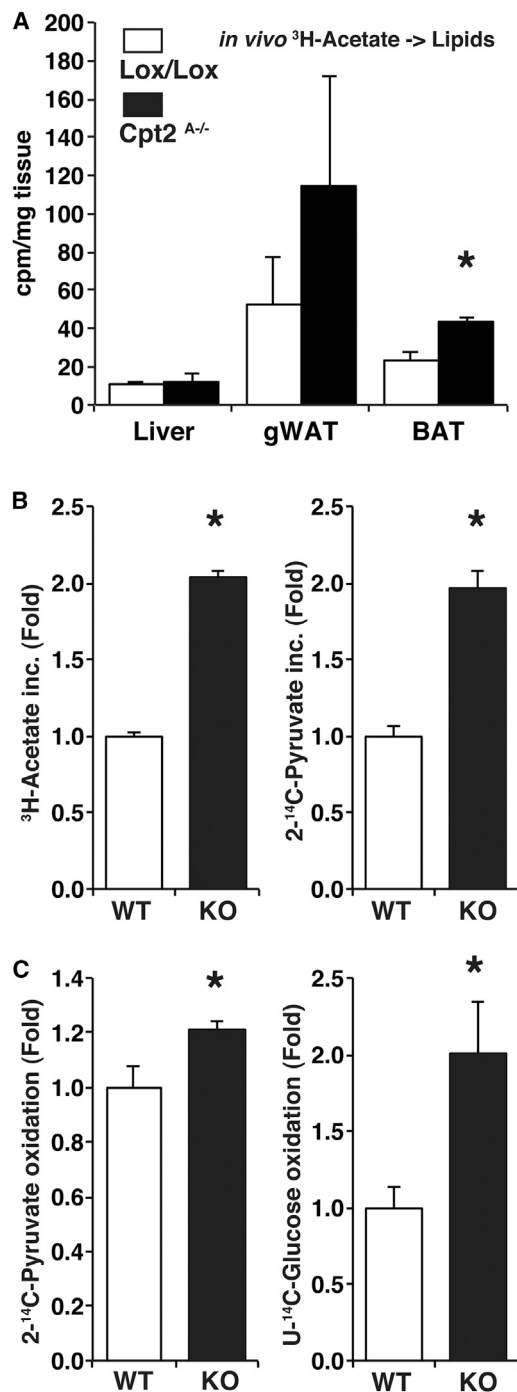 A
in vivo ³H-Acetate -> Lipids
Lox/Lox
Cpt2 A-/-
cpm/mg tissue
200
180
160
140
120
100
80
60
40
20
0
*
Liver gWAT BAT
B
³H-Acetate inc. (Fold)
2.5
2.0
1.5
1.0
0.5
0.0
*
WT KO
2-¹⁴C-Pyruvate inc. (Fold)
2.5
2.0
1.5
1.0
0.5
0.0
*
WT KO
C
2-¹⁴C-Pyruvate oxidation (Fold)
1.4
1.2
1.0
0.8
0.6
0.4
0.2
0.0
*
WT KO
U-¹⁴C-Glucose oxidation (Fold)
2.5
2.0
1.5
1.0
0.5
0.0
*
WT KO